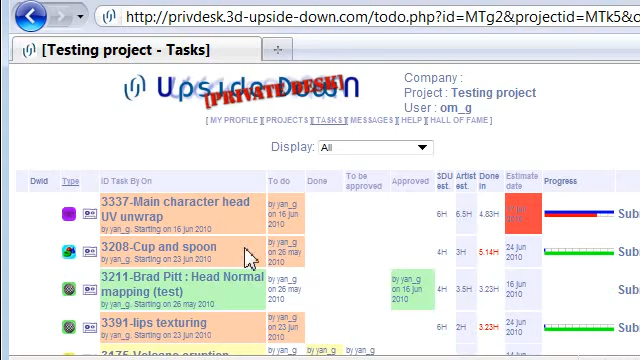 http://privdesk.3d-upside-down.com/todo.php?id=MTg2&projectid=MTk5&c
[Testing project - Tasks]
Upside Down
[PRIVATE DESK]
Company :
Project : Testing project
User : om_g
[ MY PROFILE | PROJECTS | TASKS | MESSAGES | HELP | HALL OF FAME ]
Display: All
Dwld Type ID Task By On To do Done To be approved Approved 3DU est. Artist est. Done in Estimate date Progress
3337-Main character head UV unwrap
by yan_g. Starting on 16 jun 2010
by yan_g on 16 jun 2010
6H 6.5H 4.83H
Sub
3208-Cup and spoon
by yan_g. Starting on 23 jun 2010
by yan_g on 26 may 2010
4H 3H 5.14H 24 jun 2010
Sub
3211-Brad Pitt : Head Normal mapping (test)
by yan_g. Starting on 26 may 2010
by yan_g on 26 may 2010
by yan_g on 16 jun 2010
4H 3.5H 3.23H 16 jun 2010
Sub
3391-lips texturing
by yan_g. Starting on 23 jun 2010
by yan_g on 23 jun 2010
6H 2H 3.23H 24 jun 2010
Sub
3175-Volcano eruption
by yan_g by yan_g by yan_g